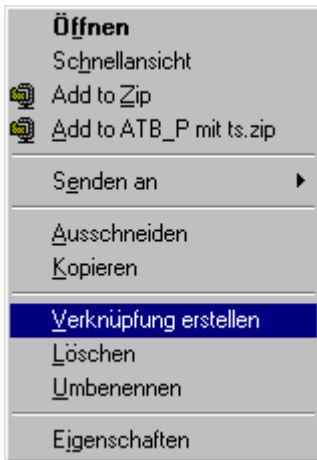 Öffnen
Schnellansicht
Add to Zip
Add to ATB_P mit ts.zip
Senden an
Ausschneiden
Kopieren
Verknüpfung erstellen
Löschen
Umbenennen
Eigenschaften